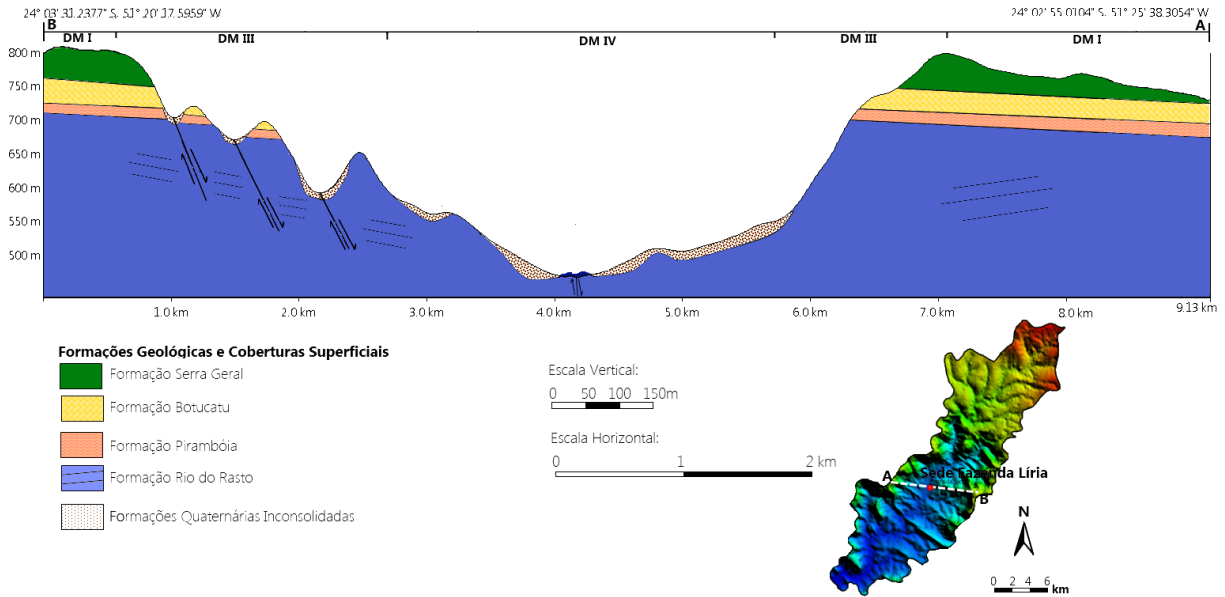 24° 03' 31.2377" S. 51° 20' 17.5959" W
24° 02' 55.0104" S. 51° 25' 38.3054" W
B
A
DM I
DM III
DM IV
DM III
DM I
800 m
750 m
700 m
650 m
600 m
550 m
500 m
1.0 km
2.0 km
3.0 km
4.0 km
5.0 km
6.0 km
7.0 km
8.0 km
9.13 km
Formações Geológicas e Coberturas Superficiais
Formação Serra Geral
Formação Botucatu
Formação Pirambóia
Formação Rio do Rasto
Formações Quaternárias Inconsolidadas
Escala Vertical:
0 50 100 150m
Escala Horizontal:
0 1 2 km
Sede Fazenda Líria
A
B
N
0 2 4 6 km